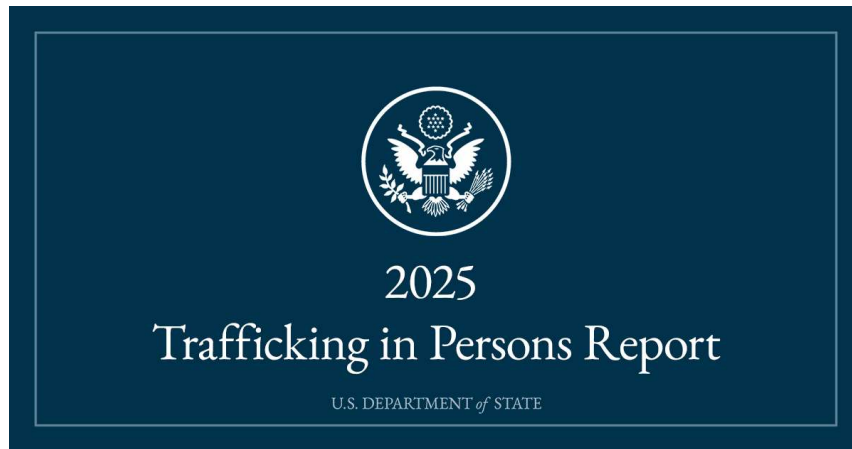 2025
Trafficking in Persons Report
U.S. DEPARTMENT of STATE